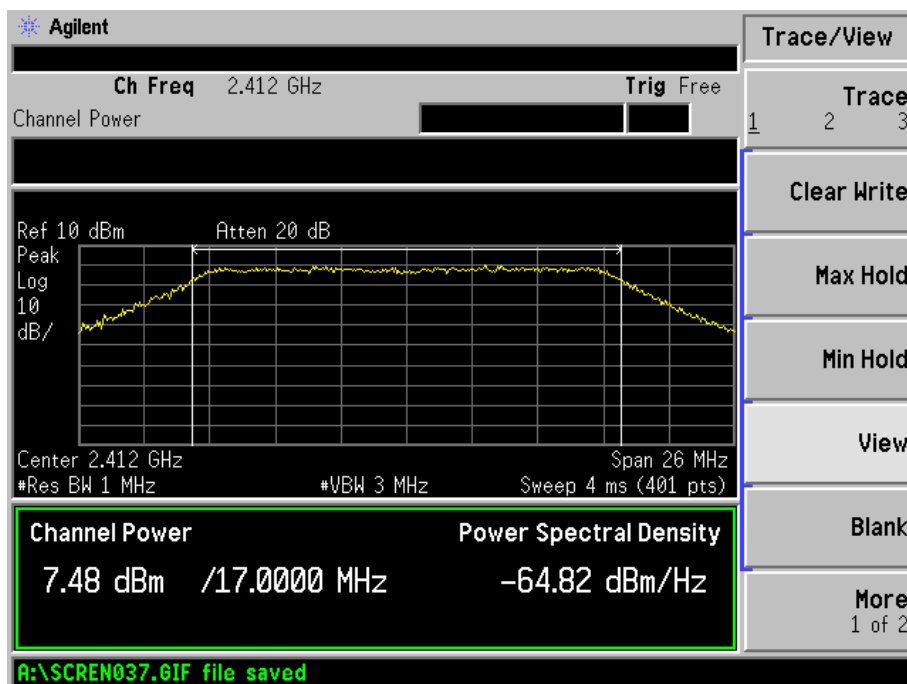 Agilent
Trace/View
Ch Freq 2.412 GHz Trig Free
Channel Power
Trace
1 2 3
Clear Write
Ref 10 dBm Atten 20 dB
Peak
Log
10
dB/
Max Hold
Min Hold
View
Center 2.412 GHz Span 26 MHz
#Res BW 1 MHz #VBW 3 MHz Sweep 4 ms (401 pts)
Blank
Channel Power Power Spectral Density
7.48 dBm /17.0000 MHz -64.82 dBm/Hz
More
1 of 2
A:\SCREN037.GIF file saved